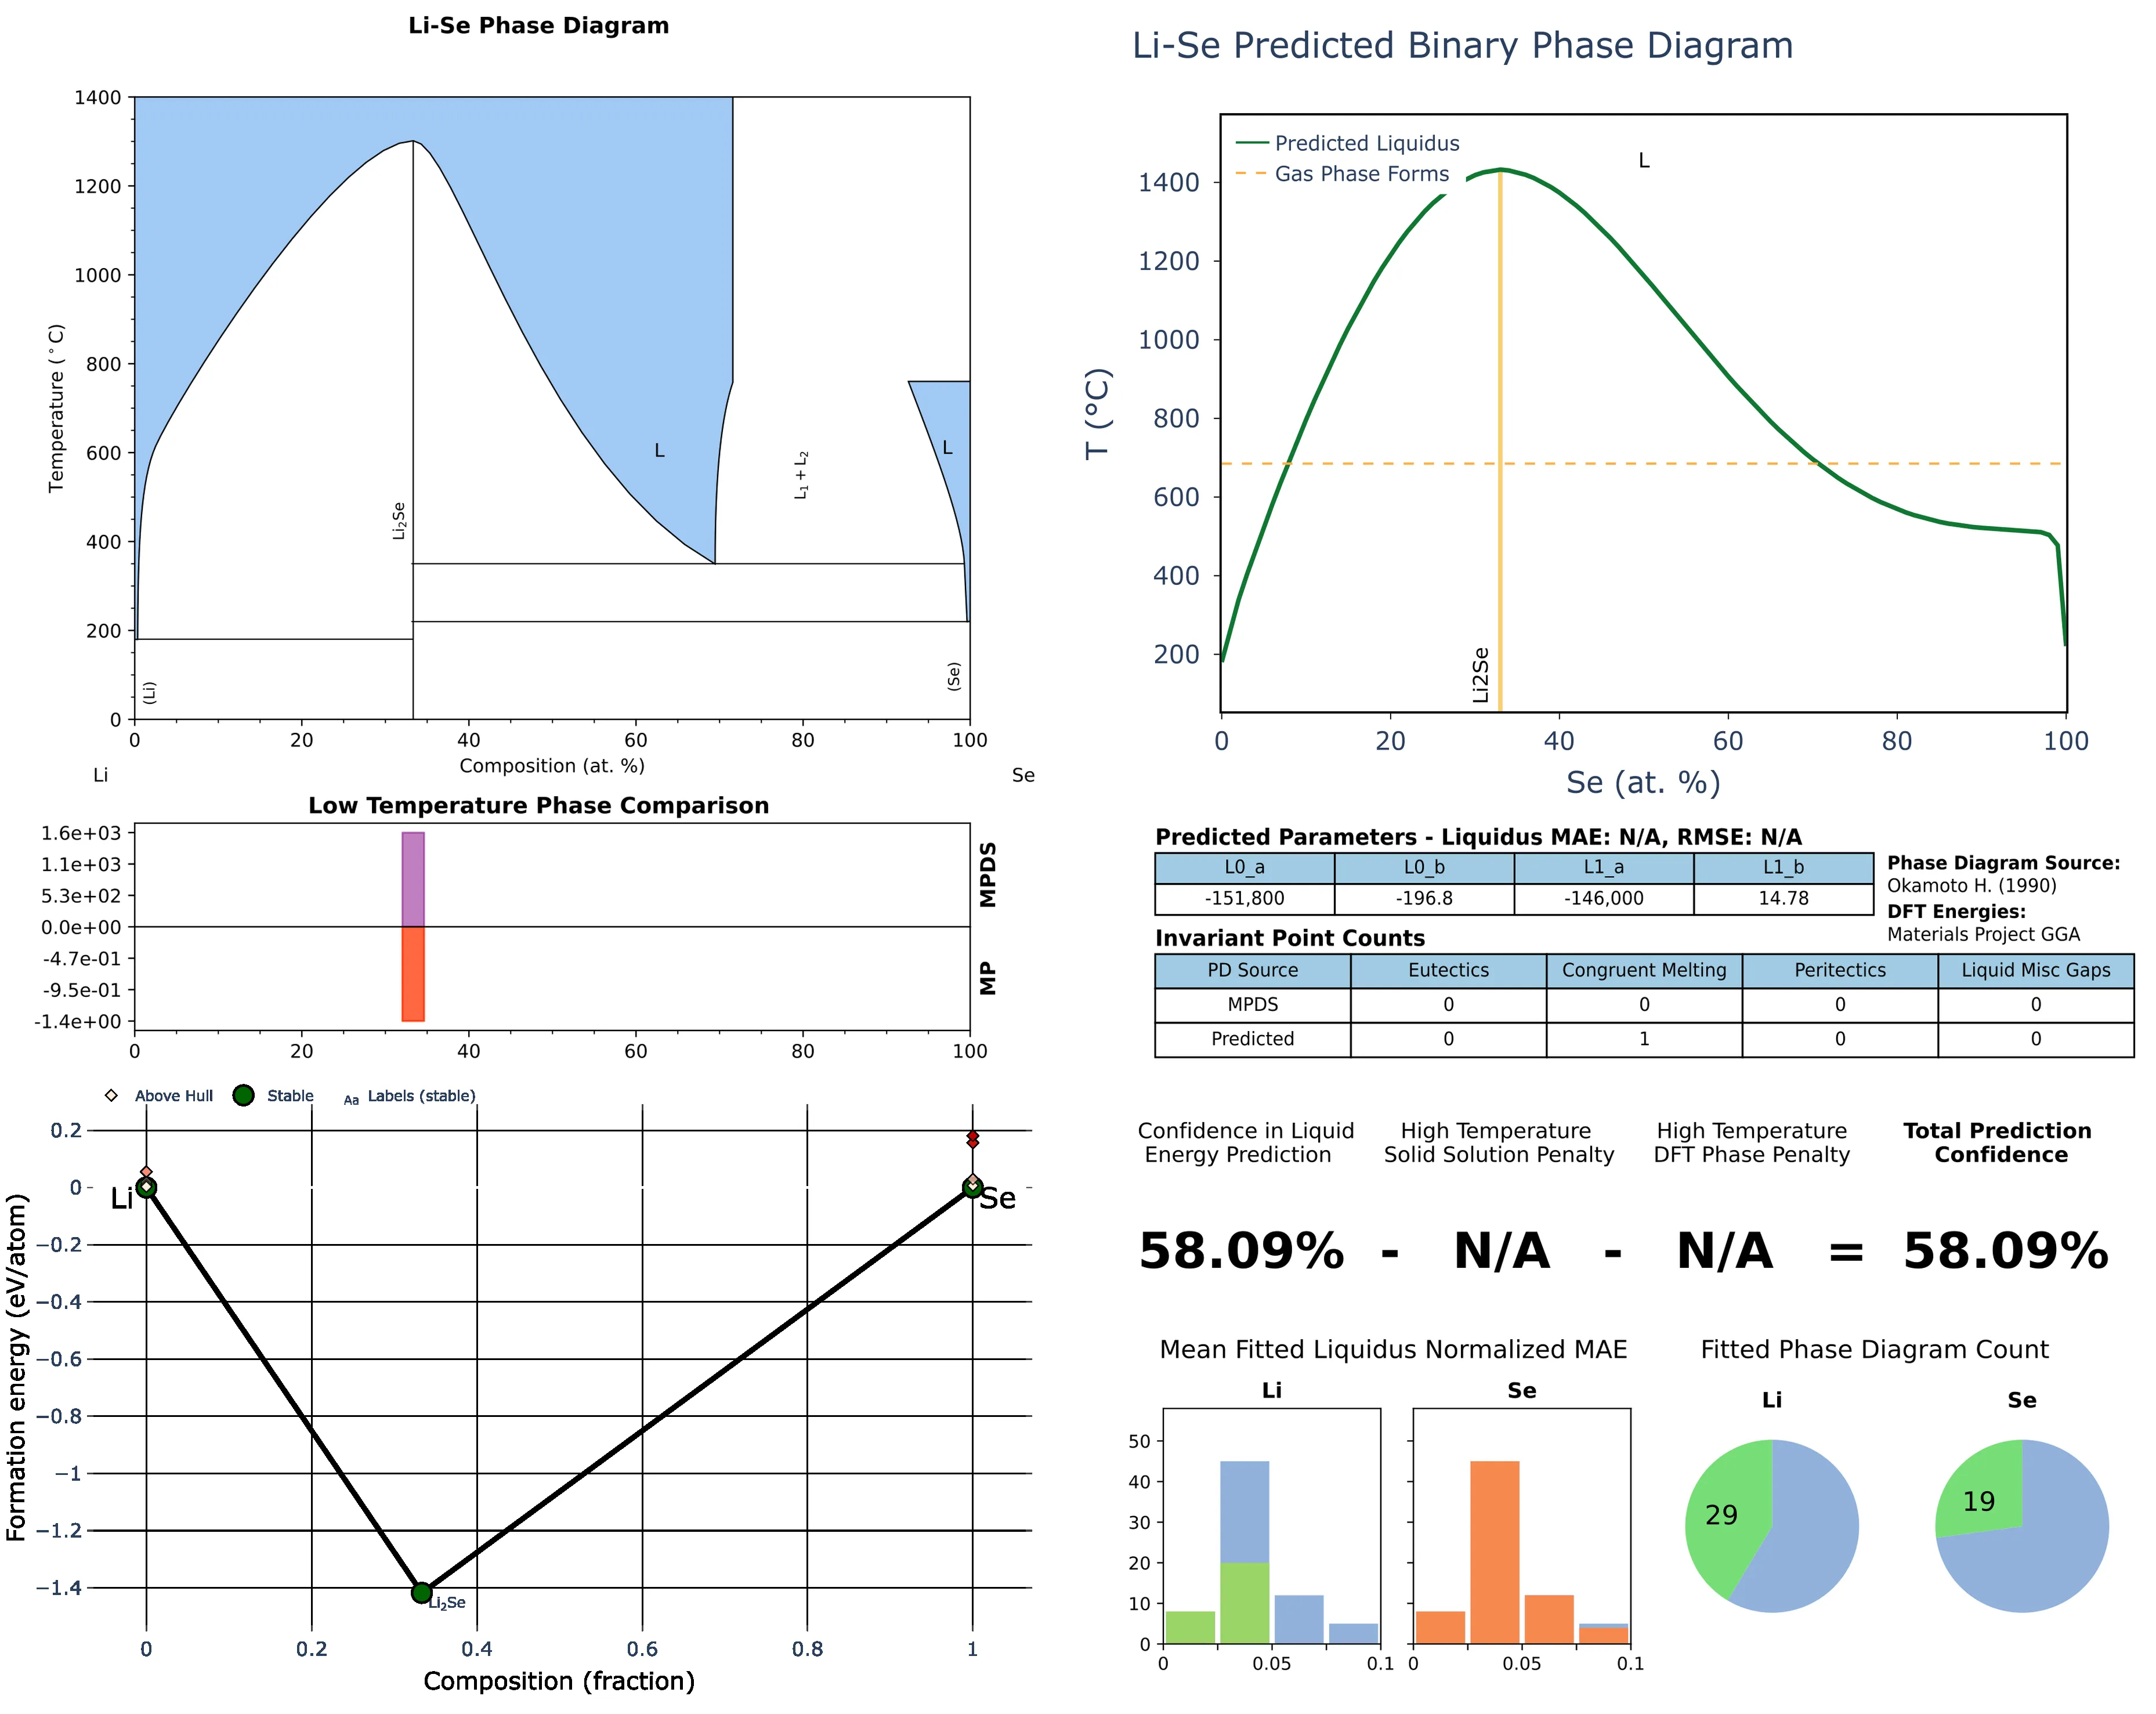 Li-Se Phase Diagram
1400
1200
1000
800
600
400
200
0
Temperature (°C)
L
L
L₁ + L₂
Li₂Se
(Li)
(Se)
0 20 40 60 80 100
Composition (at. %)
Li Se
Low Temperature Phase Comparison
1.6e+03
1.1e+03
5.3e+02
0.0e+00
-4.7e-01
-9.5e-01
-1.4e+00
MPDS
MP
0 20 40 60 80 100
Above Hull Stable Aa Labels (stable)
0.2
0
−0.2
−0.4
−0.6
−0.8
−1
−1.2
−1.4
Formation energy (eV/atom)
Li Se
Li₂Se
0 0.2 0.4 0.6 0.8 1
Composition (fraction)
Li-Se Predicted Binary Phase Diagram
Predicted Liquidus
Gas Phase Forms
L
1400
1200
1000
800
600
400
200
T (°C)
Li2Se
0 20 40 60 80 100
Se (at. %)
Predicted Parameters - Liquidus MAE: N/A, RMSE: N/A
L0_a L0_b L1_a L1_b
-151,800 -196.8 -146,000 14.78
Phase Diagram Source:
Okamoto H. (1990)
DFT Energies:
Materials Project GGA
Invariant Point Counts
PD Source Eutectics Congruent Melting Peritectics Liquid Misc Gaps
MPDS 0 0 0 0
Predicted 0 1 0 0
Confidence in Liquid
Energy Prediction
High Temperature
Solid Solution Penalty
High Temperature
DFT Phase Penalty
Total Prediction
Confidence
58.09% - N/A - N/A = 58.09%
Mean Fitted Liquidus Normalized MAE
Li Se
50
40
30
20
10
0
0 0.05 0.1 0 0.05 0.1
Fitted Phase Diagram Count
Li Se
29 19